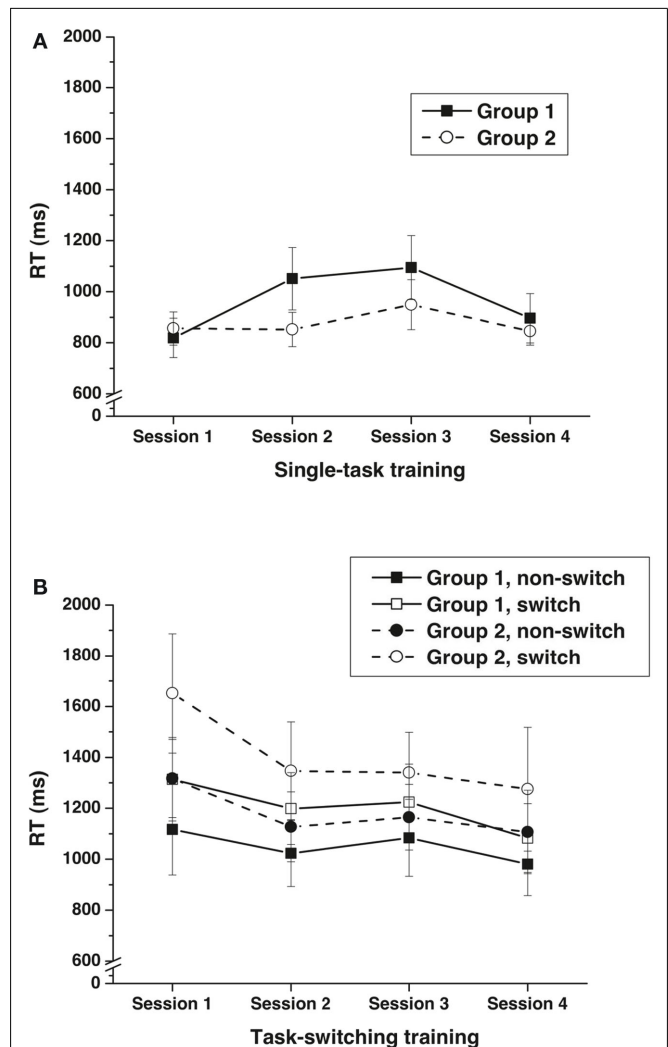 A
2000
1800
1600
1400
1200
1000
800
600
0
RT (ms)
Group 1
Group 2
Session 1 Session 2 Session 3 Session 4
Single-task training
B
2000
1800
1600
1400
1200
1000
800
600
0
RT (ms)
Group 1, non-switch
Group 1, switch
Group 2, non-switch
Group 2, switch
Session 1 Session 2 Session 3 Session 4
Task-switching training